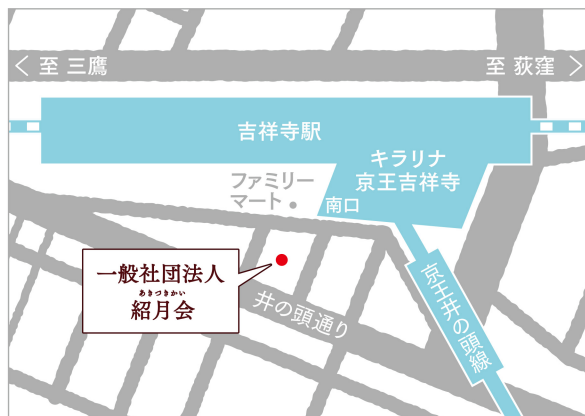 至 三鷹
至 荻窪
吉祥寺駅
キラリナ
京王吉祥寺
ファミリー
マート
南口
一般社団法人
あきつきかい
紹月会
井の頭通り
京王井の頭線